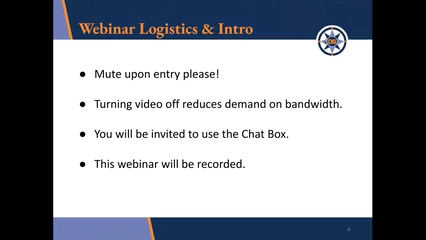 Webinar Logistics & Intro
● Mute upon entry please!
● Turning video off reduces demand on bandwidth.
● You will be invited to use the Chat Box.
● This webinar will be recorded.